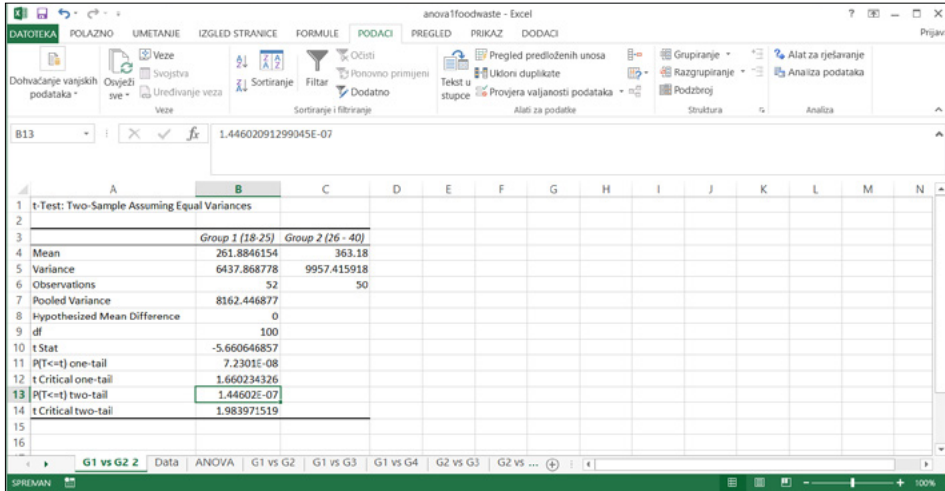 anova1foodwaste - Excel
DATOTEKA POLAZNO UMETANJE IZGLED STRANICE FORMULE PODACI PREGLED PRIKAZ DODACI Prijav
Dohvaćanje vanjskih podataka
Osvježi sve
Veze
Svojstva
Uređivanje veza
Veze
Sortiranje
Filtar
Očisti
Ponovno primijeni
Dodatno
Sortiranje i filtriranje
Tekst u stupce
Pregled predloženih unosa
Ukloni duplikate
Provjera valjanosti podataka
Alati za podatke
Grupiranje
Razgrupiranje
Podzbroj
Struktura
Alat za rješavanje
Analiza podataka
Analiza
B13 fx 1.44602091299045E-07
A B C D E F G H I J K L M N
1 t-Test: Two-Sample Assuming Equal Variances
2
3 Group 1 (18-25) Group 2 (26 - 40)
4 Mean 261.8846154 363.18
5 Variance 6437.868778 9957.415918
6 Observations 52 50
7 Pooled Variance 8162.446877
8 Hypothesized Mean Difference 0
9 df 100
10 t Stat -5.660646857
11 P(T<=t) one-tail 7.2301E-08
12 t Critical one-tail 1.660234326
13 P(T<=t) two-tail 1.44602E-07
14 t Critical two-tail 1.983971519
15
16
G1 vs G2 2 Data ANOVA G1 vs G2 G1 vs G3 G1 vs G4 G2 vs G3 G2 vs ...
SPREMAN 100%